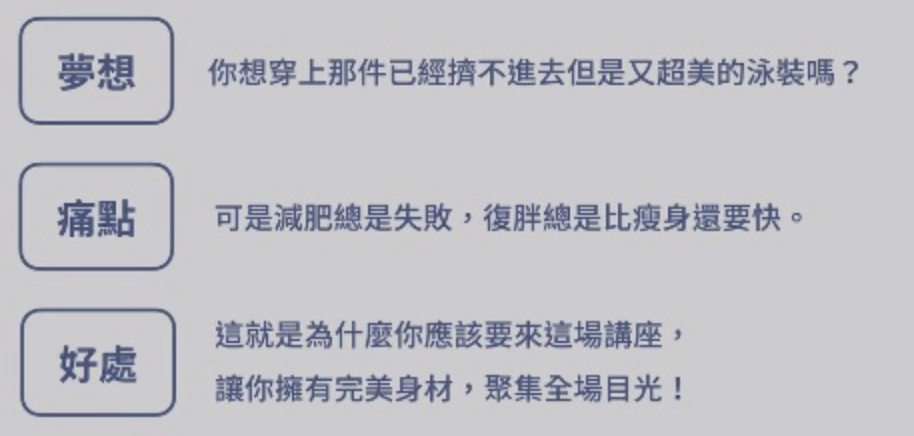 夢想
你想穿上那件已經擠不進去但是又超美的泳裝嗎？
痛點
可是減肥總是失敗，復胖總是比瘦身還要快。
好處
這就是為什麼你應該要來這場講座，
讓你擁有完美身材，聚集全場目光！